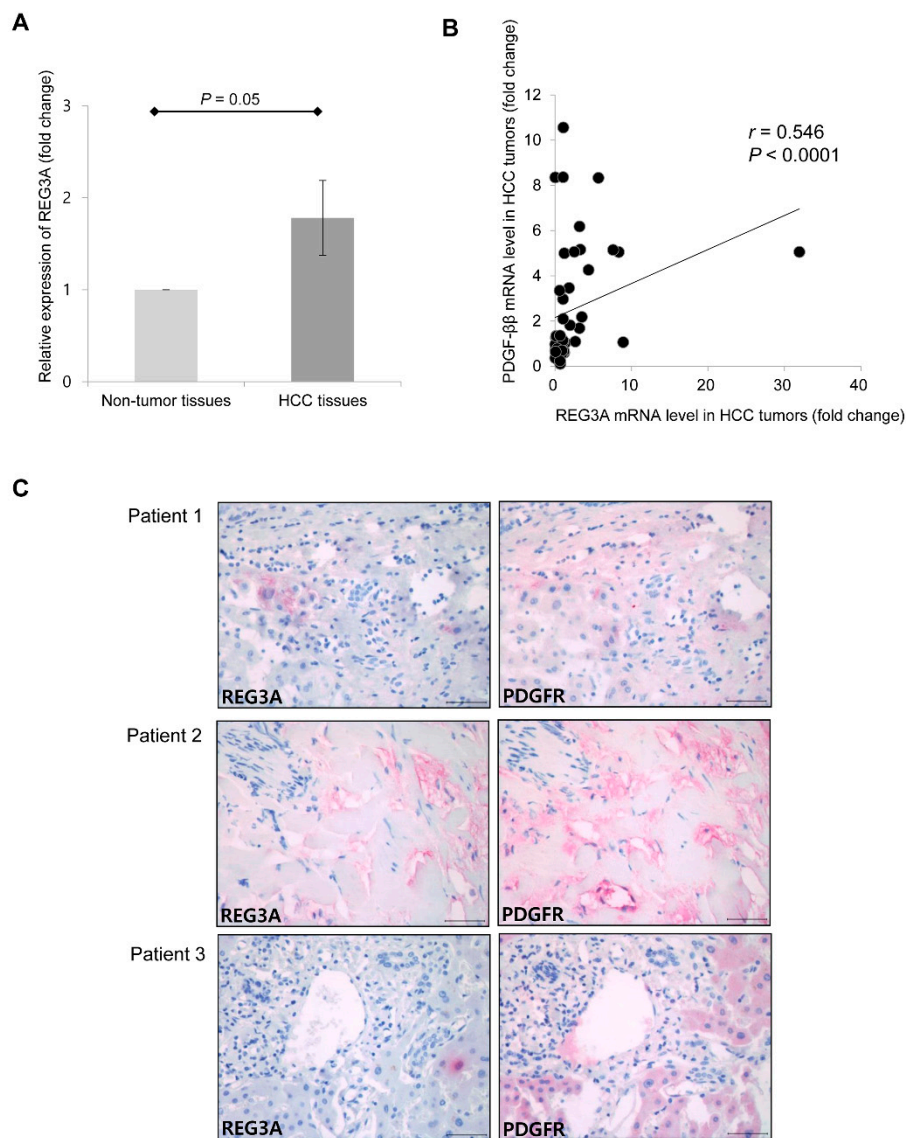 A
Relative expression of REG3A (fold change)
P = 0.05
3
2
1
0
Non-tumor tissues
HCC tissues
B
PDGF-ββ mRNA level in HCC tumors (fold change)
12
10
8
6
4
2
0
r = 0.546
P < 0.0001
0
10
20
30
40
REG3A mRNA level in HCC tumors (fold change)
C
Patient 1
REG3A
PDGFR
Patient 2
REG3A
PDGFR
Patient 3
REG3A
PDGFR